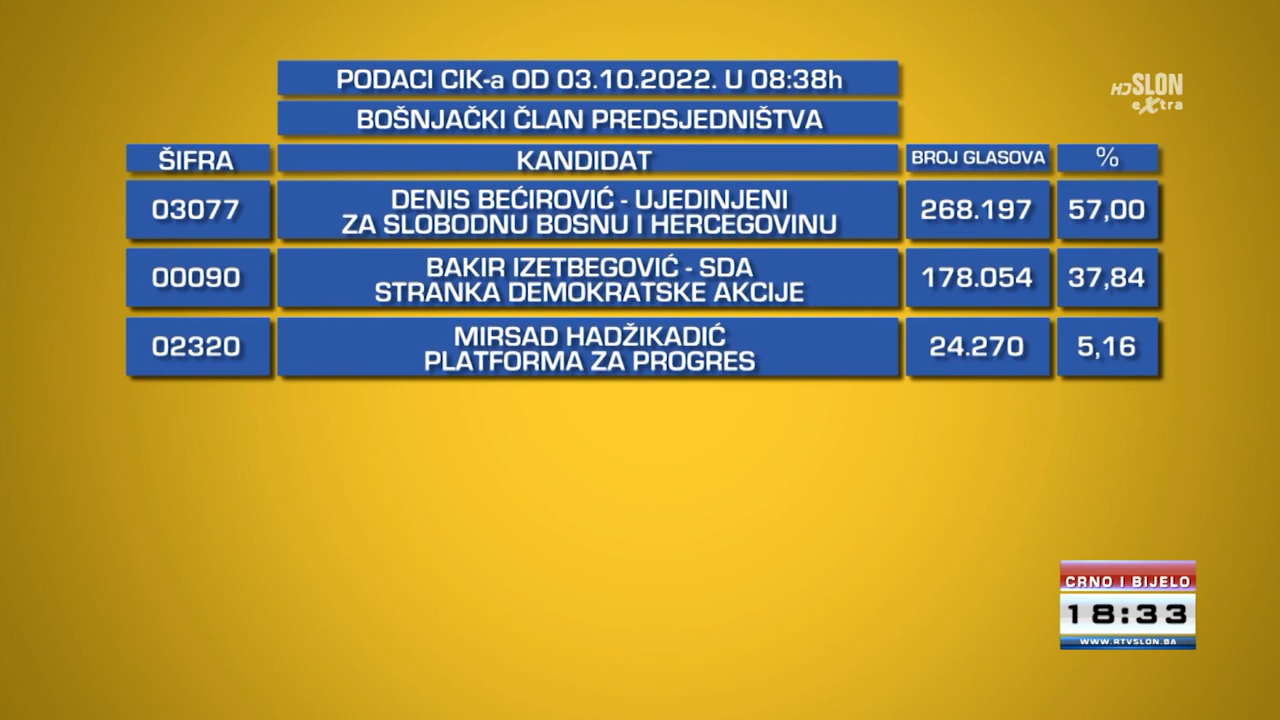 PODACI CIK-a OD 03.10.2022. U 08:38h
HD SLON
eXtra
BOŠNJAČKI ČLAN PREDSJEDNIŠTVA
ŠIFRA KANDIDAT BROJ GLASOVA %
03077 DENIS BEĆIROVIĆ - UJEDINJENI ZA SLOBODNU BOSNU I HERCEGOVINU 268.197 57,00
00090 BAKIR IZETBEGOVIĆ - SDA STRANKA DEMOKRATSKE AKCIJE 178.054 37,84
02320 MIRSAD HADŽIKADIĆ PLATFORMA ZA PROGRES 24.270 5,16
CRNO I BIJELO
18:33
WWW.RTVSLON.BA